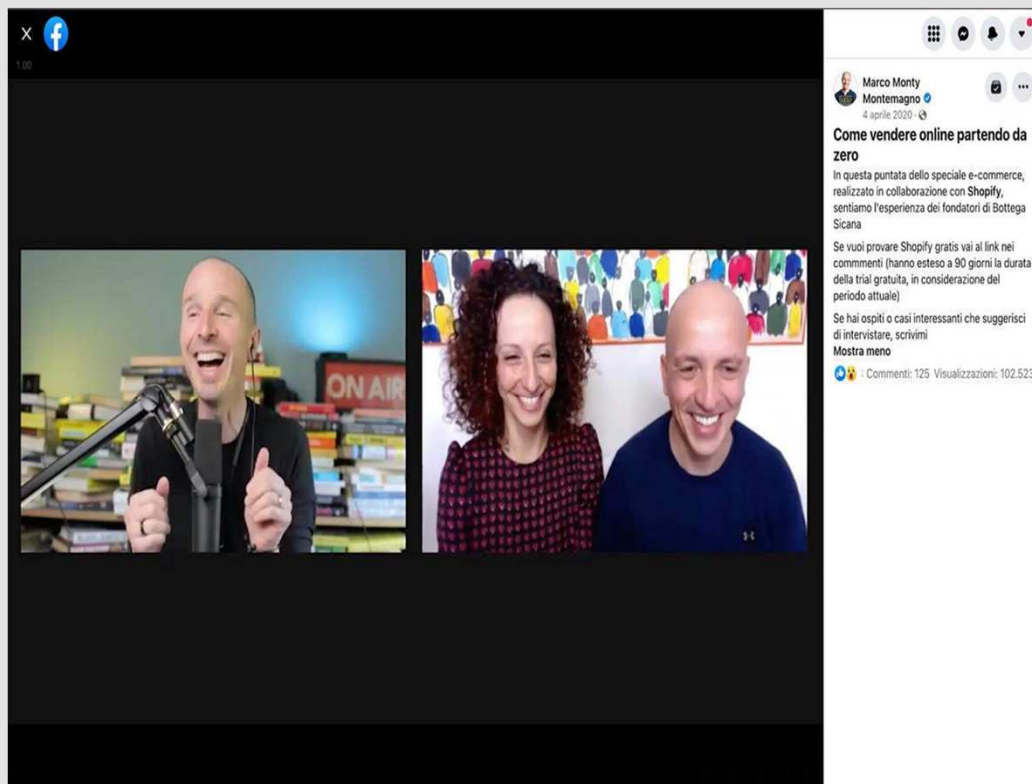 X
1:00
ON AIR
Marco Monty
Montemagno
4 aprile 2020 ·
Come vendere online partendo da
zero
In questa puntata dello speciale e-commerce,
realizzato in collaborazione con Shopify,
sentiamo l'esperienza dei fondatori di Bottega
Sicana
Se vuoi provare Shopify gratis vai al link nei
commmenti (hanno esteso a 90 giorni la durata
della trial gratuita, in considerazione del
periodo attuale)
Se hai ospiti o casi interessanti che suggerisci
di intervistare, scrivimi
Mostra meno
: Commenti: 125 Visualizzazioni: 102.523